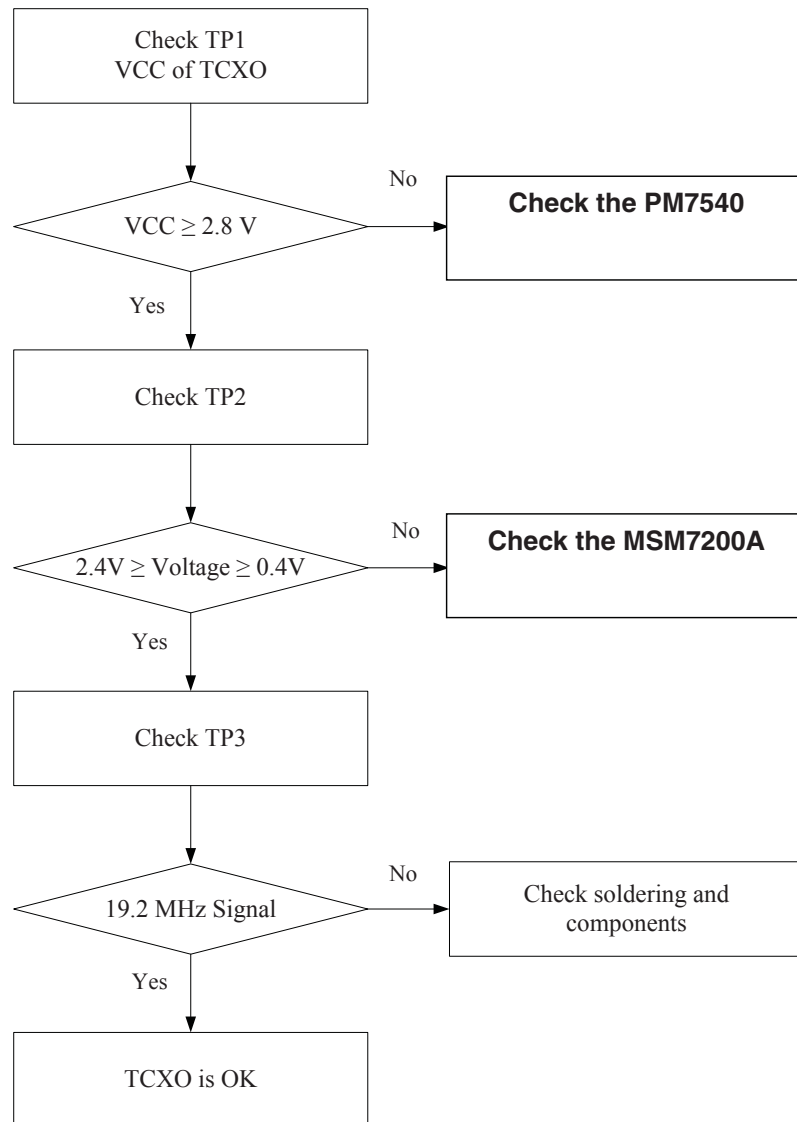 Check TP1
VCC of TCXO
No
Check the PM7540
VCC ≥ 2.8 V
Yes
Check TP2
No
Check the MSM7200A
2.4V ≥ Voltage ≥ 0.4V
Yes
Check TP3
No
Check soldering and
components
19.2 MHz Signal
Yes
TCXO is OK